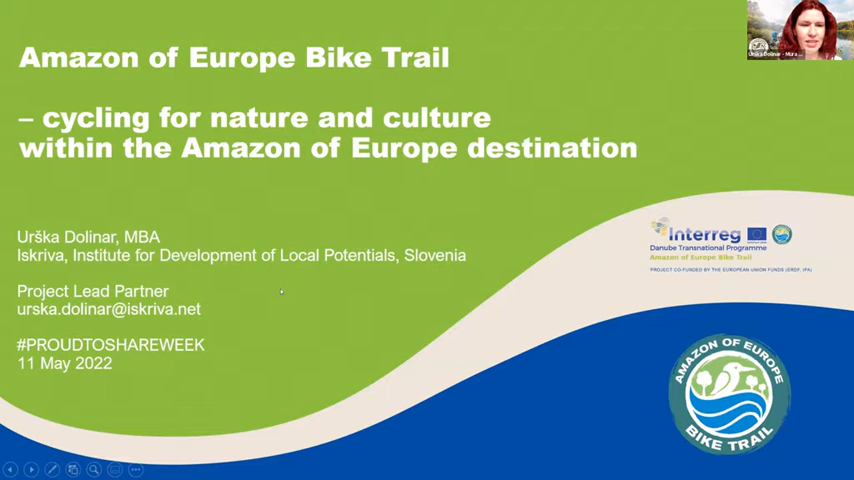 Amazon of Europe Bike Trail
– cycling for nature and culture
within the Amazon of Europe destination
Urška Dolinar, MBA
Iskriva, Institute for Development of Local Potentials, Slovenia
Project Lead Partner
urska.dolinar@iskriva.net
#PROUDTOSHAREWEEK
11 May 2022
Urška Dolinar - Mura
Interreg
Danube Transnational Programme
Amazon of Europe Bike Trail
PROJECT CO-FUNDED BY THE EUROPEAN UNION FUNDS (ERDF, IPA)
AMAZON OF EUROPE
BIKE TRAIL